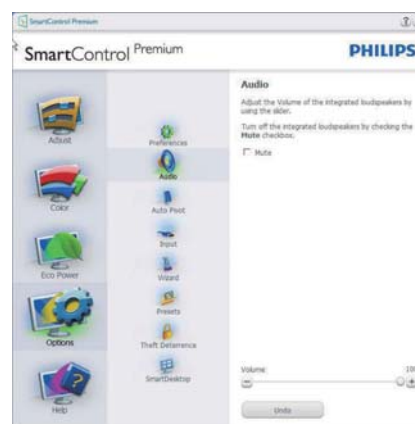 SmartControl Premium
SmartControl Premium
PHILIPS
Adjust
Color
Eco Power
Options
Help
Preferences
Audio
Auto Pivot
Input
Wizard
Presets
Theft Deterrence
SmartDesktop
Audio
Adjust the Volume of the integrated loudspeakers by
using the slider.
Turn off the integrated loudspeakers by checking the
Mute checkbox.
Mute
Volume
Undo